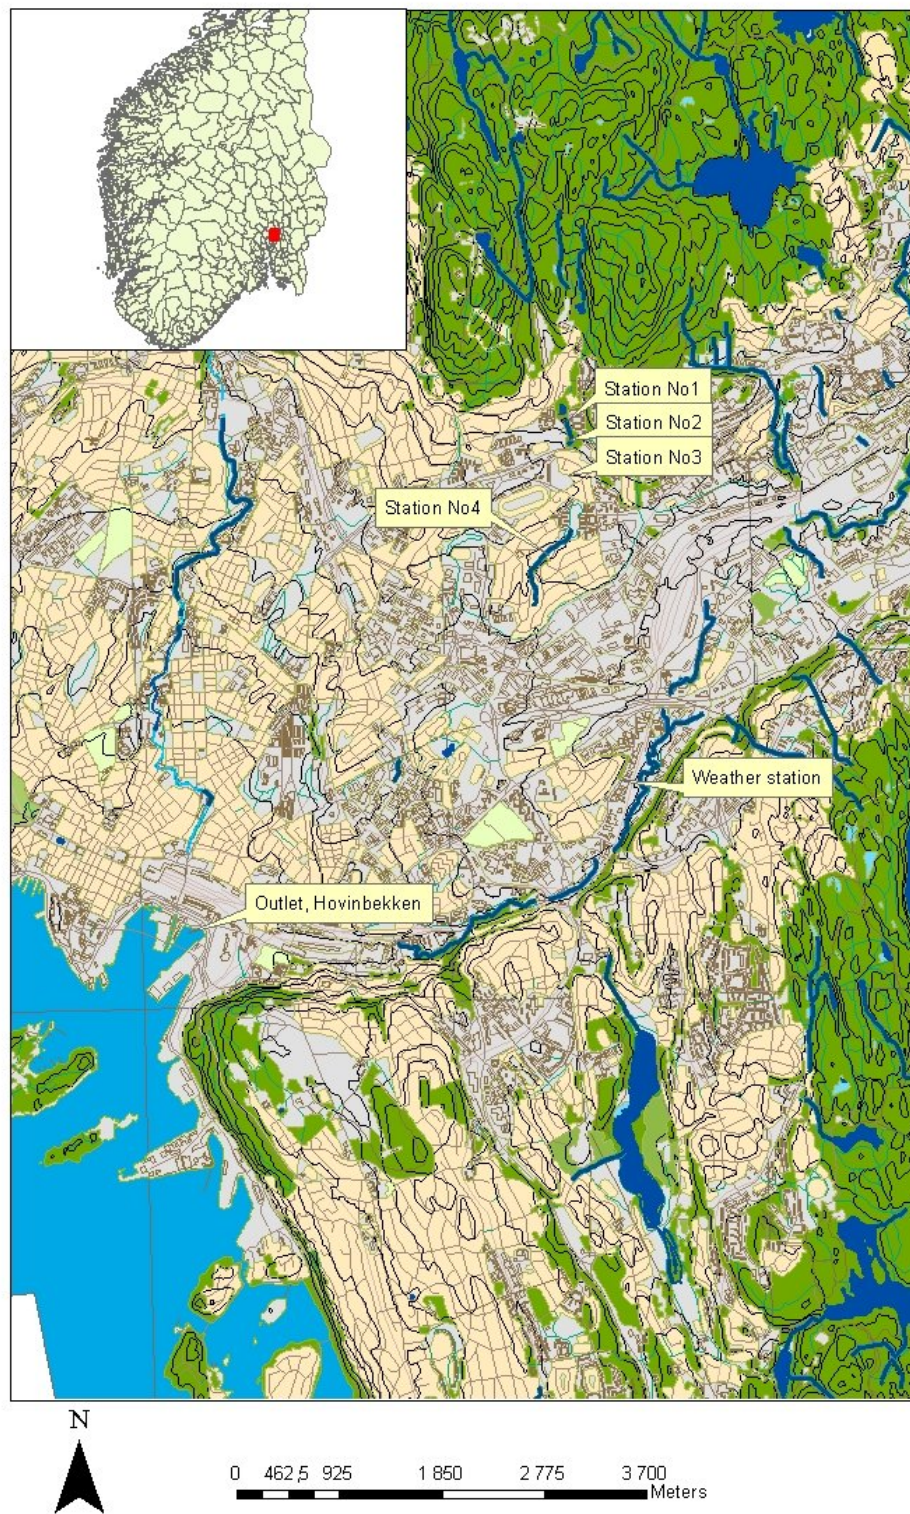 Station No1
Station No2
Station No3
Station No4
Weather station
Outlet, Hovinbekken
N
0 462,5 925 1 850 2 775 3 700
Meters